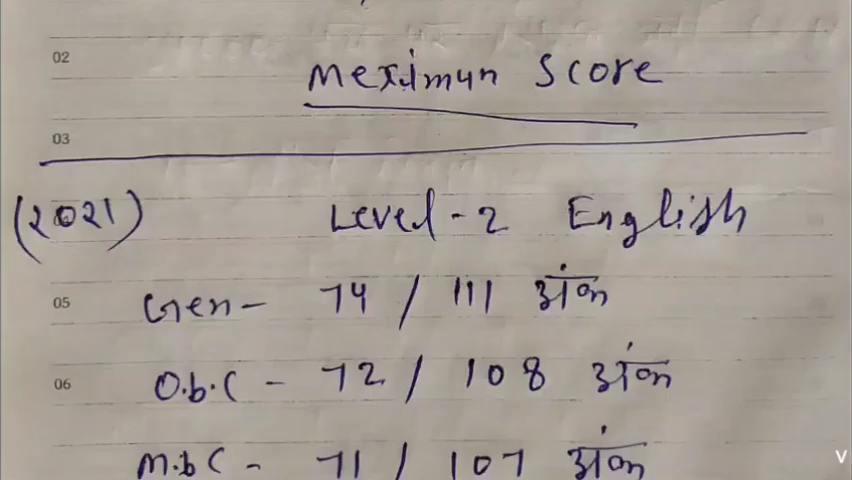 02
Meximun Score
03
(2021) Level-2 English
05 Gen- 74 / 111 अंक
06 O.b.C - 72 / 108 अंक
M.b C - 71 / 107 अंक
V